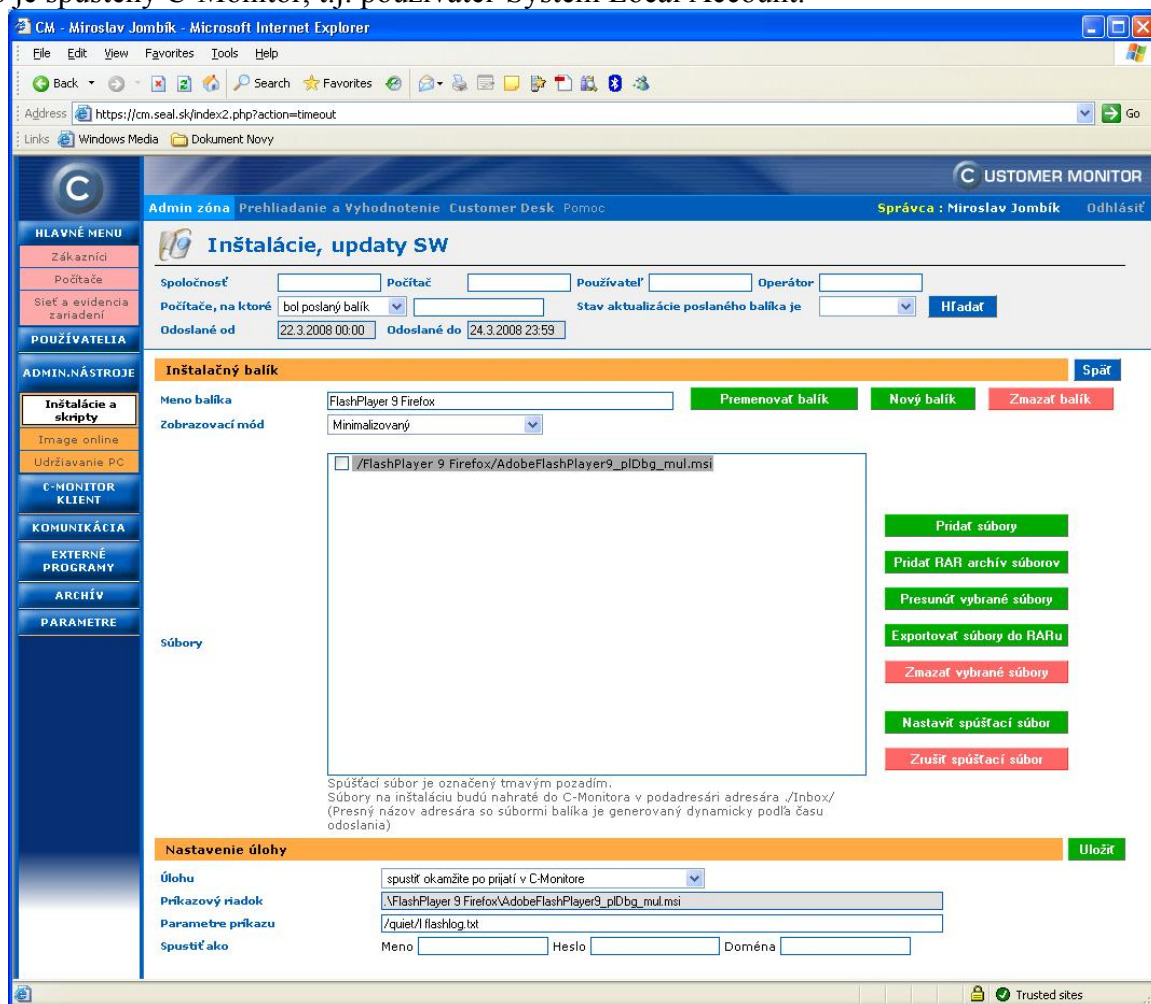 je spustený C-Monitor, t.j. používateľ System Local Account.
CM - Miroslav Jombík - Microsoft Internet Explorer
File Edit View Favorites Tools Help
Back Search Favorites
Address https://cm.seal.sk/index2.php?action=timeout Go
Links Windows Media Dokument Novy
C USTOMER MONITOR
Admin zóna Prehliadanie a Vyhodnotenie Customer Desk Pomoc Správca : Miroslav Jombík Odhlásiť
HLAVNÉ MENU
Zákazníci
Počítače
Sieť a evidencia zariadení
POUŽÍVATELIA
ADMIN.NÁSTROJE
Inštalácie a skripty
Image online
Udržiavanie PC
C-MONITOR KLIENT
KOMUNIKÁCIA
EXTERNÉ PROGRAMY
ARCHÍV
PARAMETRE
Inštalácie, updaty SW
Spoločnosť Počítač Používateľ Operátor
Počítače, na ktoré bol poslaný balík Stav aktualizácie poslaného balíka je Hľadať
Odoslané od 22.3.2008 00:00 Odoslané do 24.3.2008 23:59
Inštalačný balík Späť
Meno balíka FlashPlayer 9 Firefox Premenovať balík Nový balík Zmazať balík
Zobrazovací mód Minimalizovaný
/FlashPlayer 9 Firefox/AdobeFlashPlayer9_plDbg_mul.msi
Pridať súbory
Pridať RAR archív súborov
Presunúť vybrané súbory
Súbory Exportovať súbory do RARu
Zmazať vybrané súbory
Nastaviť spúšťací súbor
Zrušiť spúšťací súbor
Spúšťací súbor je označený tmavým pozadím.
Súbory na inštaláciu budú nahraté do C-Monitora v podadresári adresára ./Inbox/
(Presný názov adresára so súbormi balíka je generovaný dynamicky podľa času
odoslania)
Nastavenie úlohy Uložiť
Úlohu spustiť okamžite po prijatí v C-Monitore
Príkazový riadok .\FlashPlayer 9 Firefox\AdobeFlashPlayer9_plDbg_mul.msi
Parametre príkazu /quiet/l flashlog.txt
Spustiť ako Meno Heslo Doména
Trusted sites